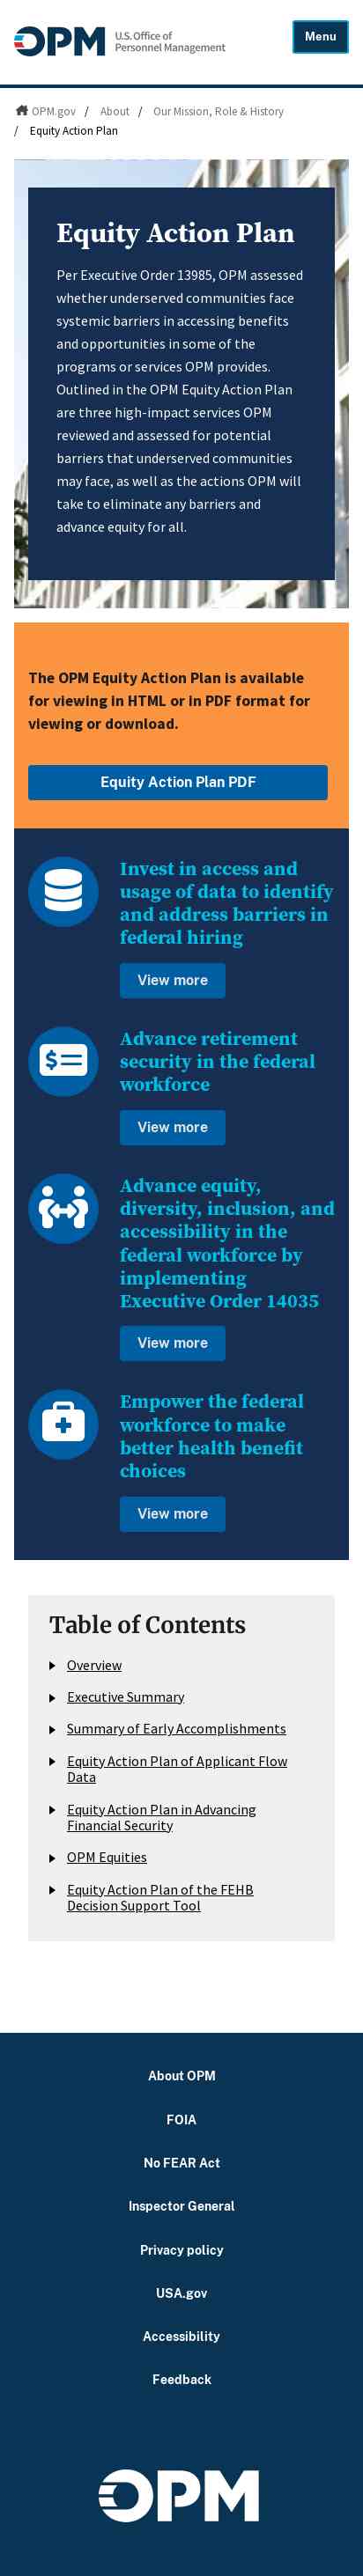 OPM
U.S. Office of
Personnel Management
Menu
OPM.gov / About / Our Mission, Role & History
/ Equity Action Plan
Equity Action Plan
Per Executive Order 13985, OPM assessed
whether underserved communities face
systemic barriers in accessing benefits
and opportunities in some of the
programs or services OPM provides.
Outlined in the OPM Equity Action Plan
are three high-impact services OPM
reviewed and assessed for potential
barriers that underserved communities
may face, as well as the actions OPM will
take to eliminate any barriers and
advance equity for all.
The OPM Equity Action Plan is available
for viewing in HTML or in PDF format for
viewing or download.
Equity Action Plan PDF
Invest in access and
usage of data to identify
and address barriers in
federal hiring
View more
Advance retirement
security in the federal
workforce
View more
Advance equity,
diversity, inclusion, and
accessibility in the
federal workforce by
implementing
Executive Order 14035
View more
Empower the federal
workforce to make
better health benefit
choices
View more
Table of Contents
Overview
Executive Summary
Summary of Early Accomplishments
Equity Action Plan of Applicant Flow
Data
Equity Action Plan in Advancing
Financial Security
OPM Equities
Equity Action Plan of the FEHB
Decision Support Tool
About OPM
FOIA
No FEAR Act
Inspector General
Privacy policy
USA.gov
Accessibility
Feedback
OPM